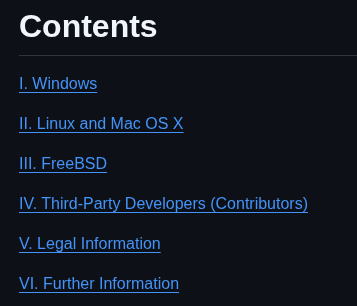 Contents
I. Windows
II. Linux and Mac OS X
III. FreeBSD
IV. Third-Party Developers (Contributors)
V. Legal Information
VI. Further Information